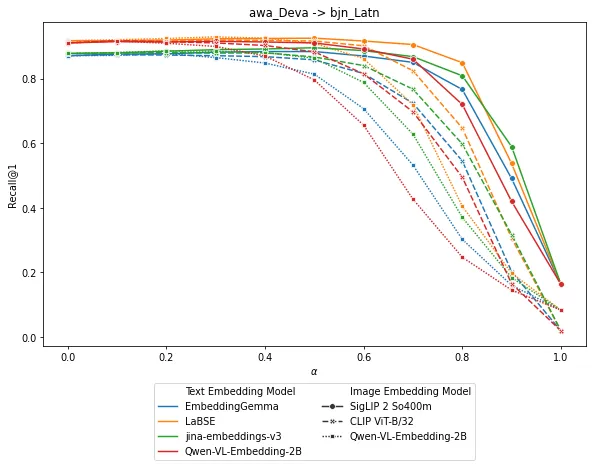 awa_Deva -> bjn_Latn
Recall@1
0.8
0.6
0.4
0.2
0.0
0.0 0.2 0.4 0.6 0.8 1.0
α
Text Embedding Model
EmbeddingGemma
LaBSE
jina-embeddings-v3
Qwen-VL-Embedding-2B
Image Embedding Model
SigLIP 2 So400m
CLIP ViT-B/32
Qwen-VL-Embedding-2B